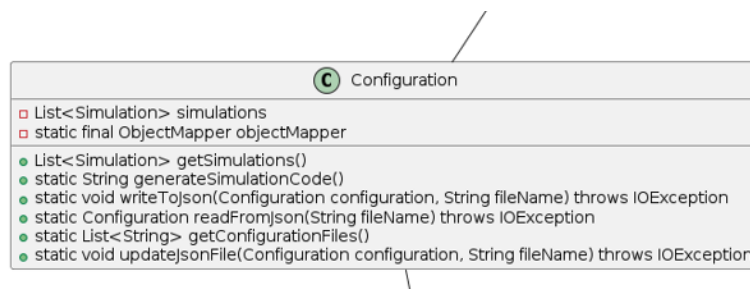 C Configuration
List<Simulation> simulations
static final ObjectMapper objectMapper
List<Simulation> getSimulations()
static String generateSimulationCode()
static void writeToJson(Configuration configuration, String fileName) throws IOException
static Configuration readFromJson(String fileName) throws IOException
static List<String> getConfigurationFiles()
static void updateJsonFile(Configuration configuration, String fileName) throws IOException